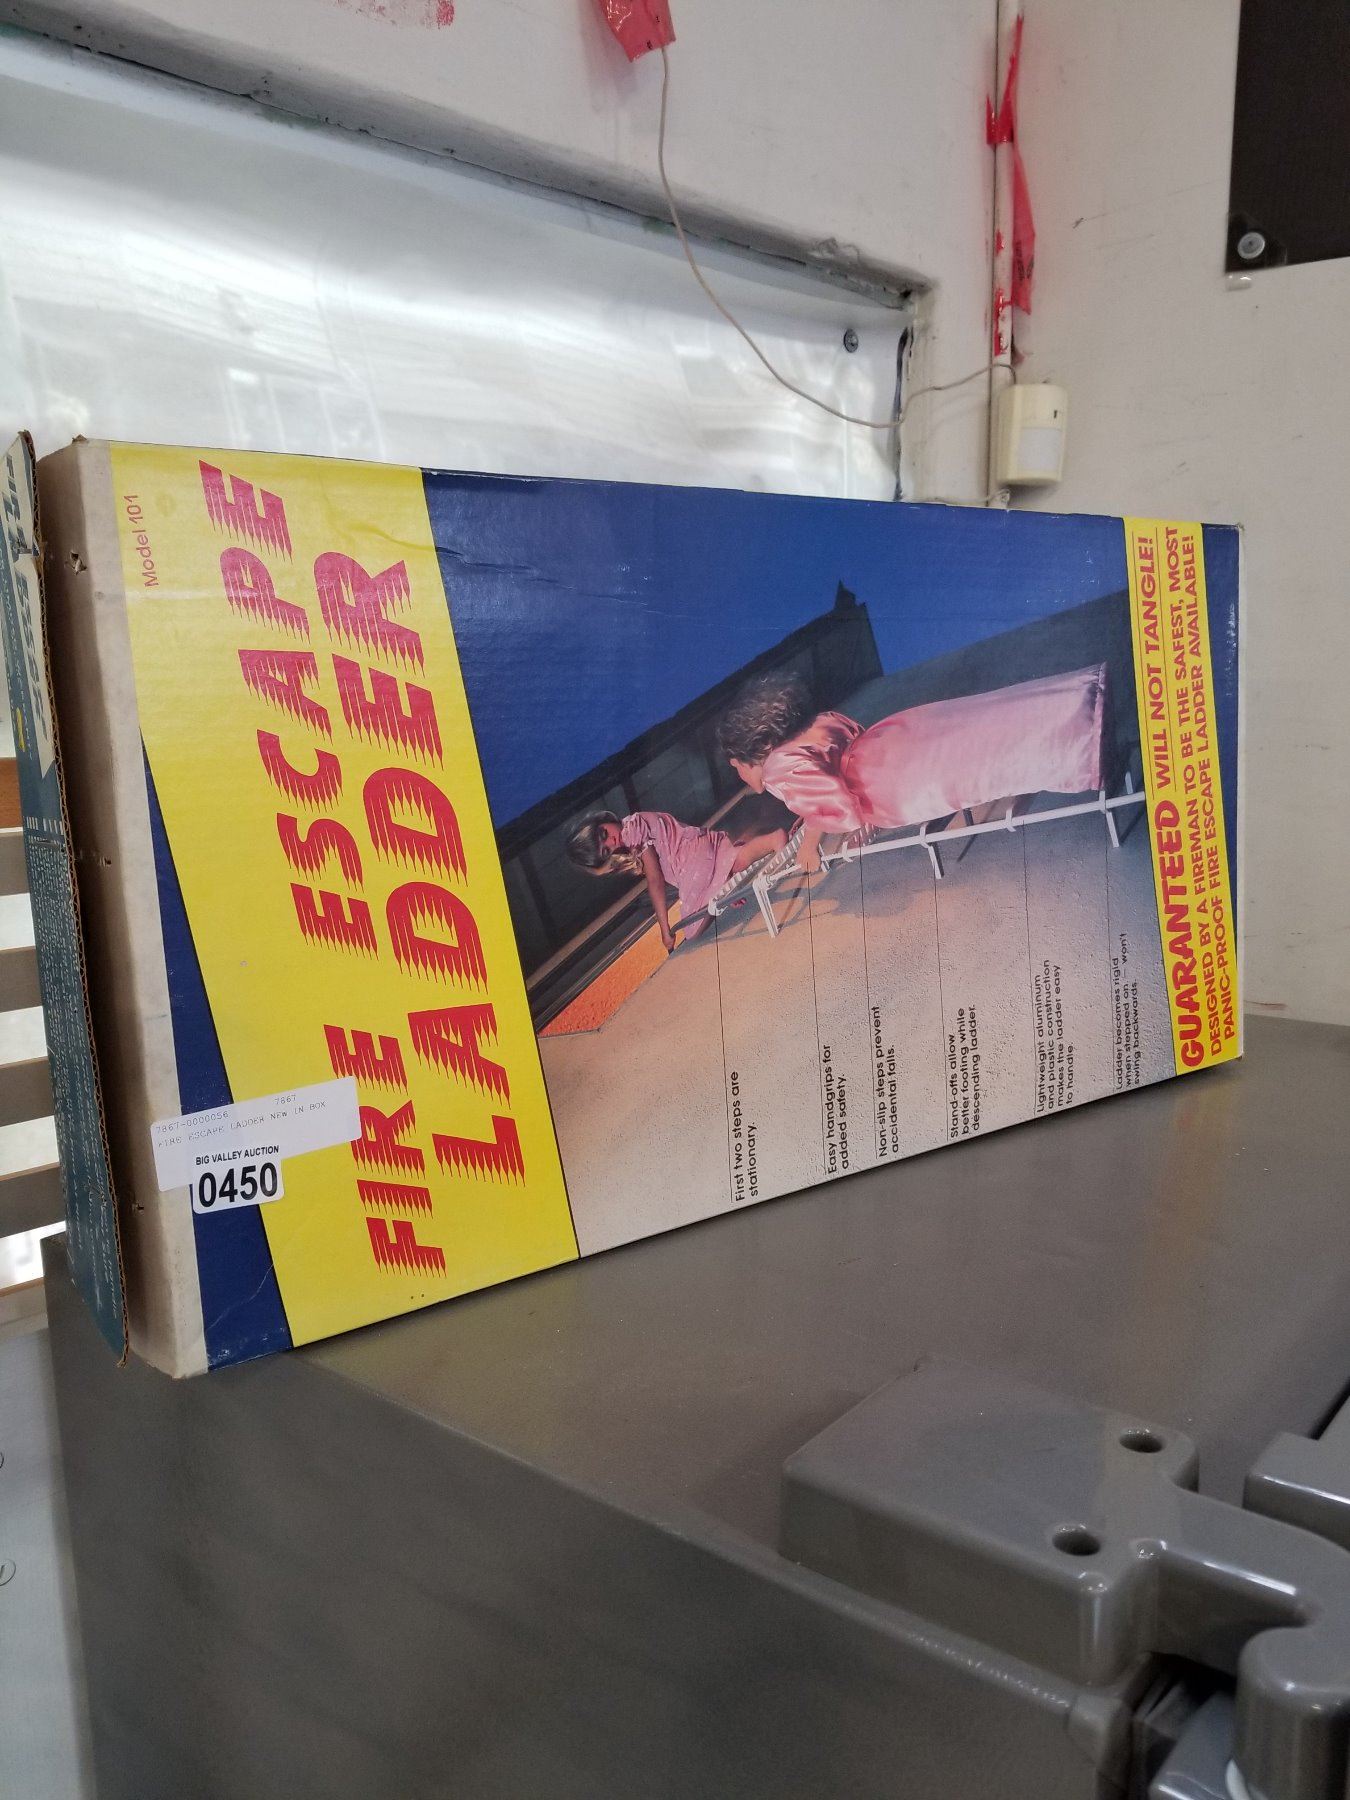 Model 101
FIRE ESCAPE
LADDER
7867-0000056 7867
FIRE ESCAPE LADDER NEW IN BOX
BIG VALLEY AUCTION
0450
First two steps are
stationary.
Easy handgrips for
added safety.
Non-slip steps prevent
accidental falls.
Stand-offs allow
better footing while
descending ladder.
Lightweight aluminum
and plastic construction
makes the ladder easy
to handle.
Ladder becomes rigid
when stepped on — won't
swing backwards.
GUARANTEED WILL NOT TANGLE!
DESIGNED BY A FIREMAN TO BE THE SAFEST, MOST
PANIC-PROOF FIRE ESCAPE LADDER AVAILABLE!